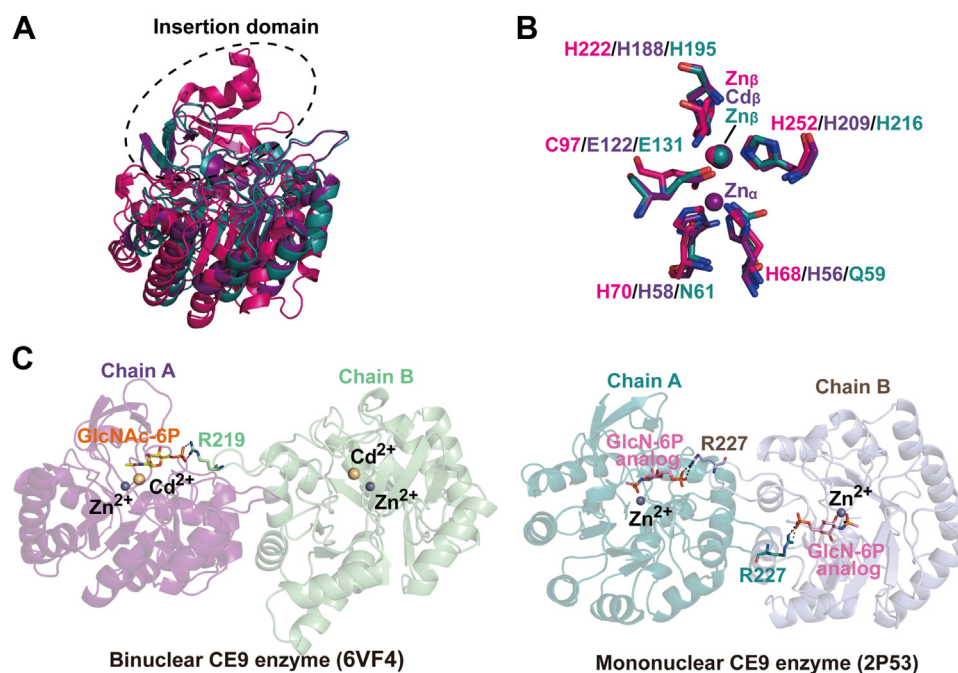 A
Insertion domain
B
H222/H188/H195
Znβ
Cdβ
Znβ
H252/H209/H216
C97/E122/E131
Znα
H70/H58/N61
H68/H56/Q59
C
Chain A
Chain B
GlcNAc-6P
R219
Cd²⁺
Zn²⁺
Cd²⁺
Zn²⁺
Binuclear CE9 enzyme (6VF4)
Chain A
Chain B
GlcN-6P
analog
R227
Zn²⁺
Zn²⁺
R227
GlcN-6P
analog
Mononuclear CE9 enzyme (2P53)